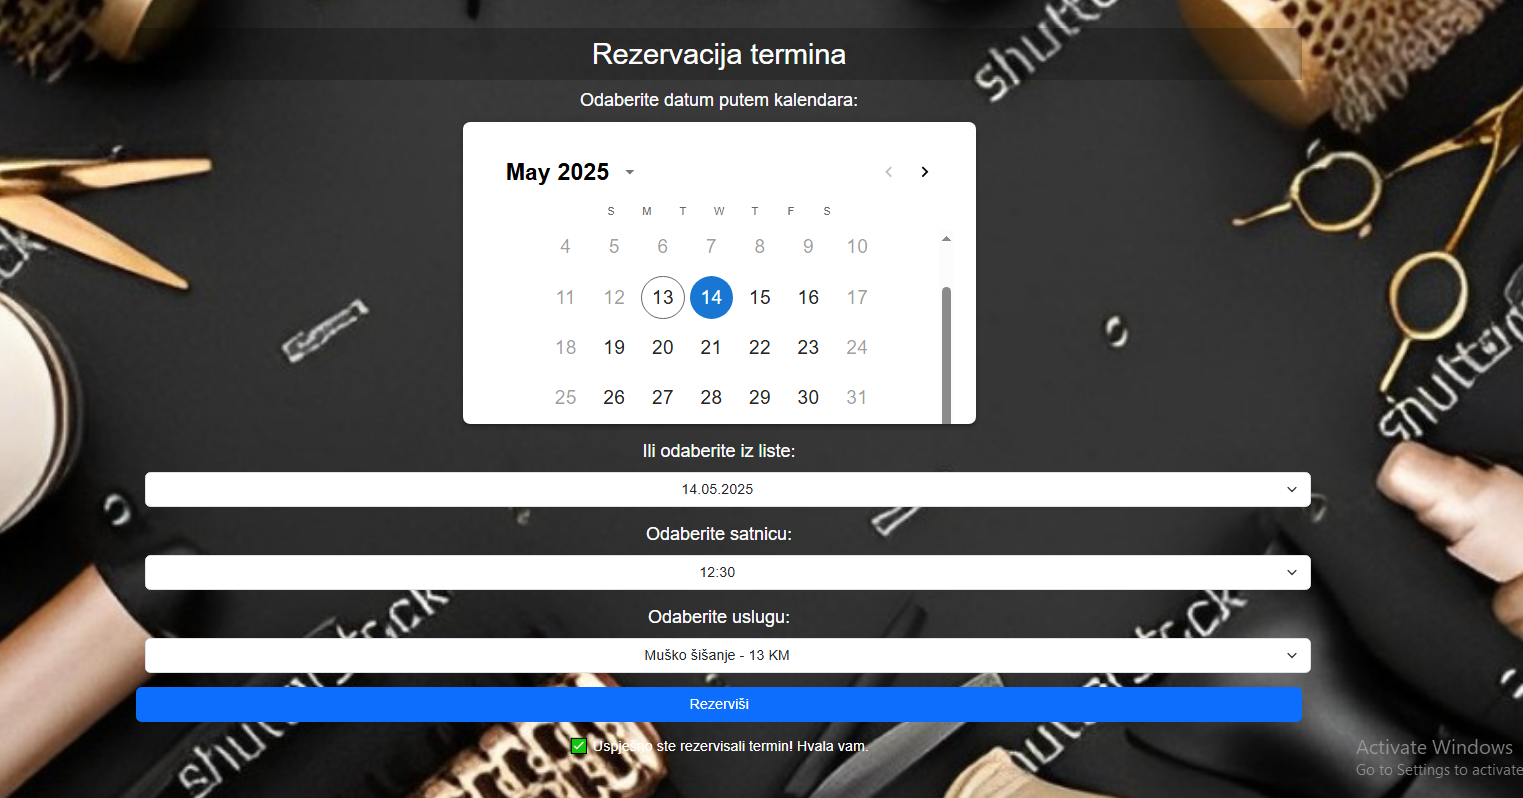 Rezervacija termina
Odaberite datum putem kalendara:
May 2025
S M T W T F S
4 5 6 7 8 9 10
11 12 13 14 15 16 17
18 19 20 21 22 23 24
25 26 27 28 29 30 31
Ili odaberite iz liste:
14.05.2025
Odaberite satnicu:
12:30
Odaberite uslugu:
Muško šišanje - 13 KM
Rezerviši
Uspješno ste rezervisali termin! Hvala vam.
Activate Windows
Go to Settings to activate